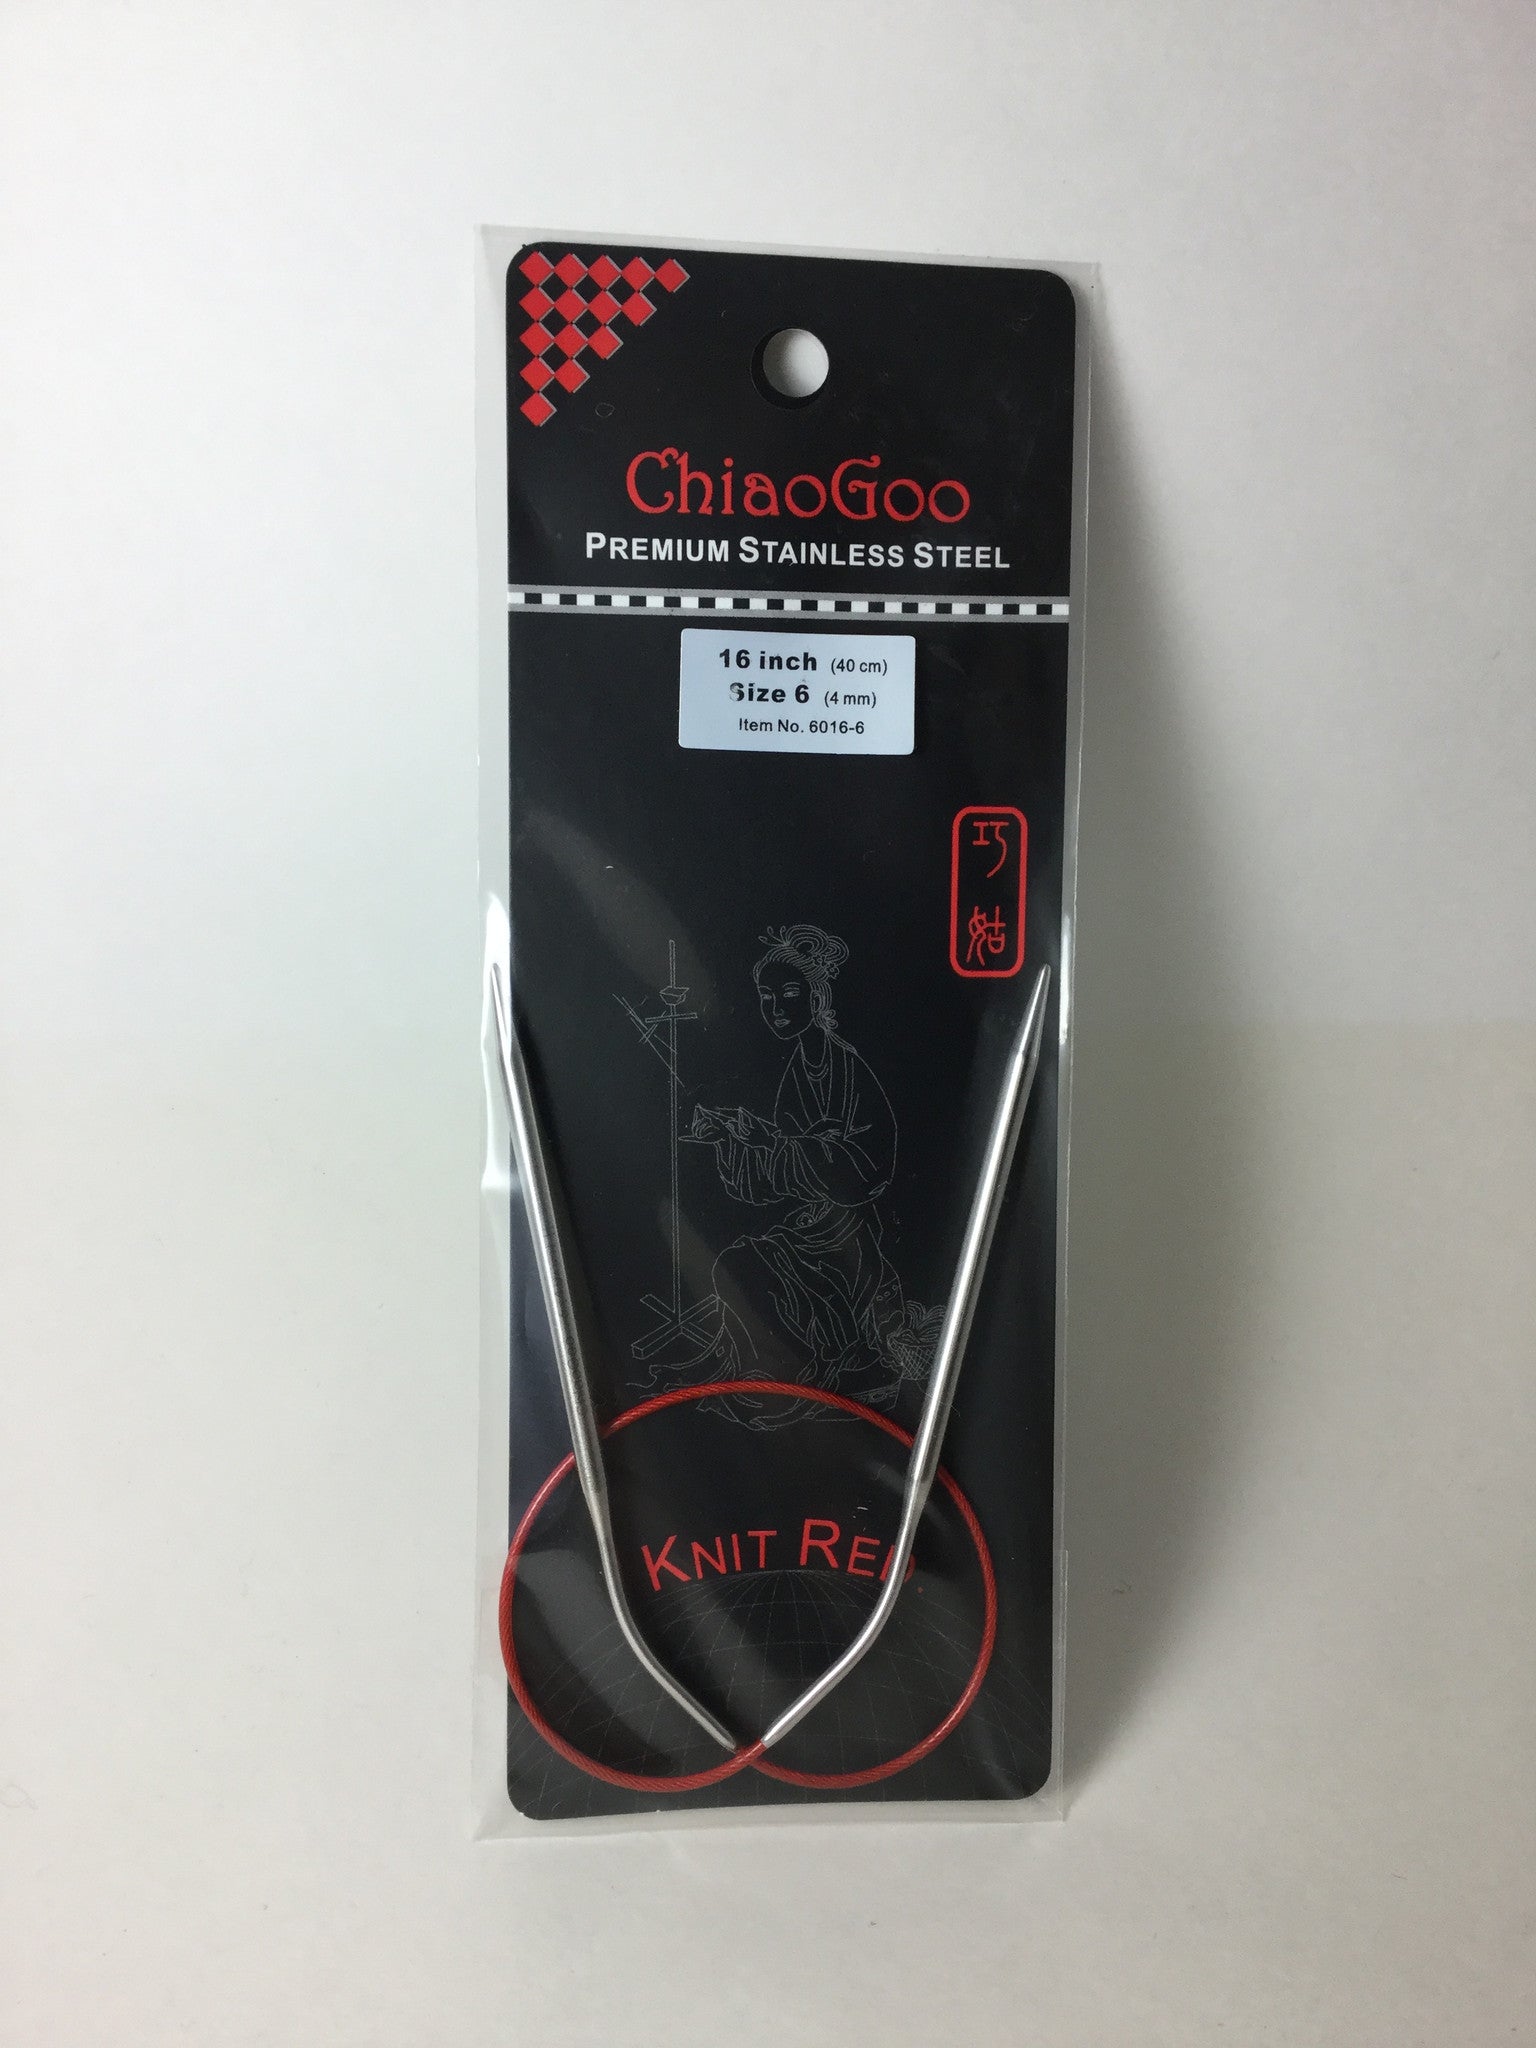 ChiaoGoo
PREMIUM STAINLESS STEEL
16 inch (40 cm)
Size 6 (4 mm)
Item No. 6016-6
巧
姑
KNIT RED.